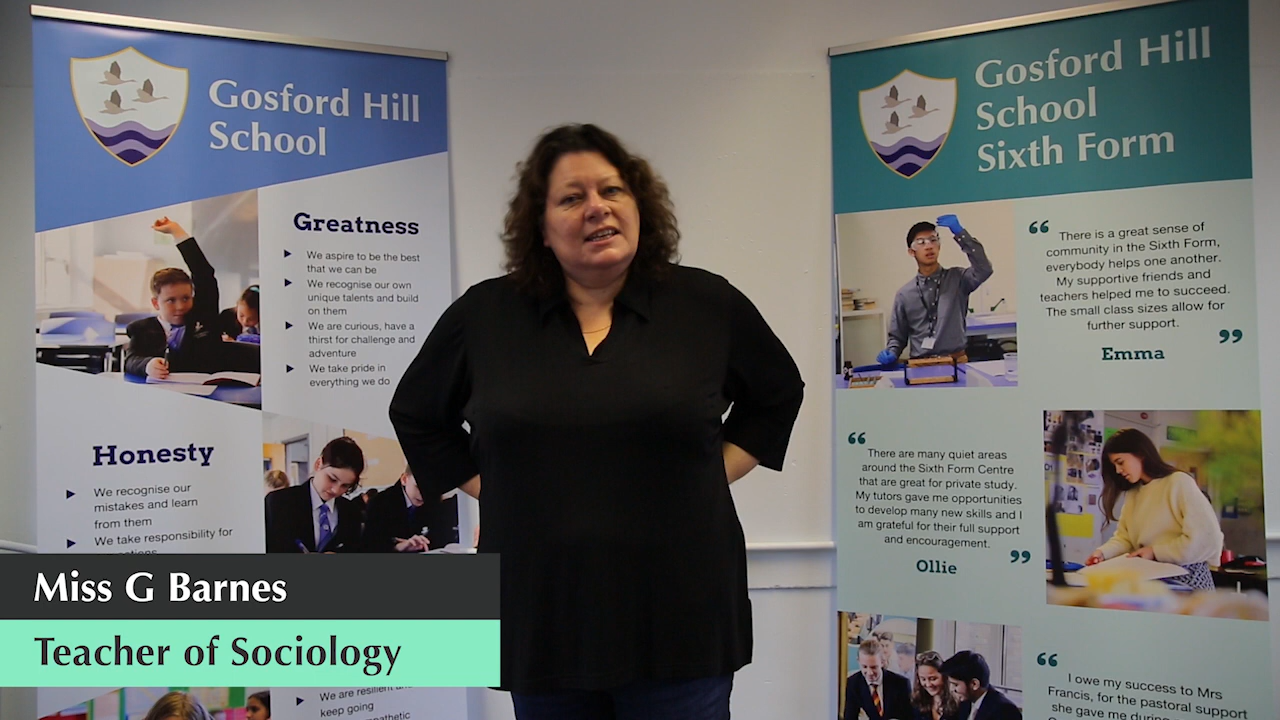 Gosford Hill
School
Greatness
We aspire to be the best
that we can be
We recognise our own
unique talents and build
on them
We are curious, have a
thirst for challenge and
adventure
We take pride in
everything we do
Honesty
We recognise our
mistakes and learn
from them
We take responsibility for
We are resilient and
keep going
Miss G Barnes
Teacher of Sociology
Gosford Hill
School
Sixth Form
“ There is a great sense of
community in the Sixth Form,
everybody helps one another.
My supportive friends and
teachers helped me to succeed.
The small class sizes allow for
further support. ”
Emma
“ There are many quiet areas
around the Sixth Form Centre
that are great for private study.
My tutors gave me opportunities
to develop many new skills and I
am grateful for their full support
and encouragement. ”
Ollie
“ I owe my success to Mrs
Francis, for the pastoral support
she gave me during